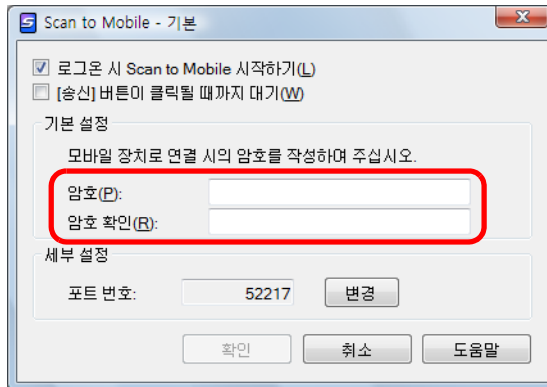 Scan to Mobile - 기본
로그온 시 Scan to Mobile 시작하기(L)
[송신] 버튼이 클릭될 때까지 대기(W)
기본 설정
모바일 장치로 연결 시의 암호를 작성하며 주십시오.
암호(P):
암호 확인(R):
세부 설정
포트 번호: 52217 변경
확인 취소 도움말